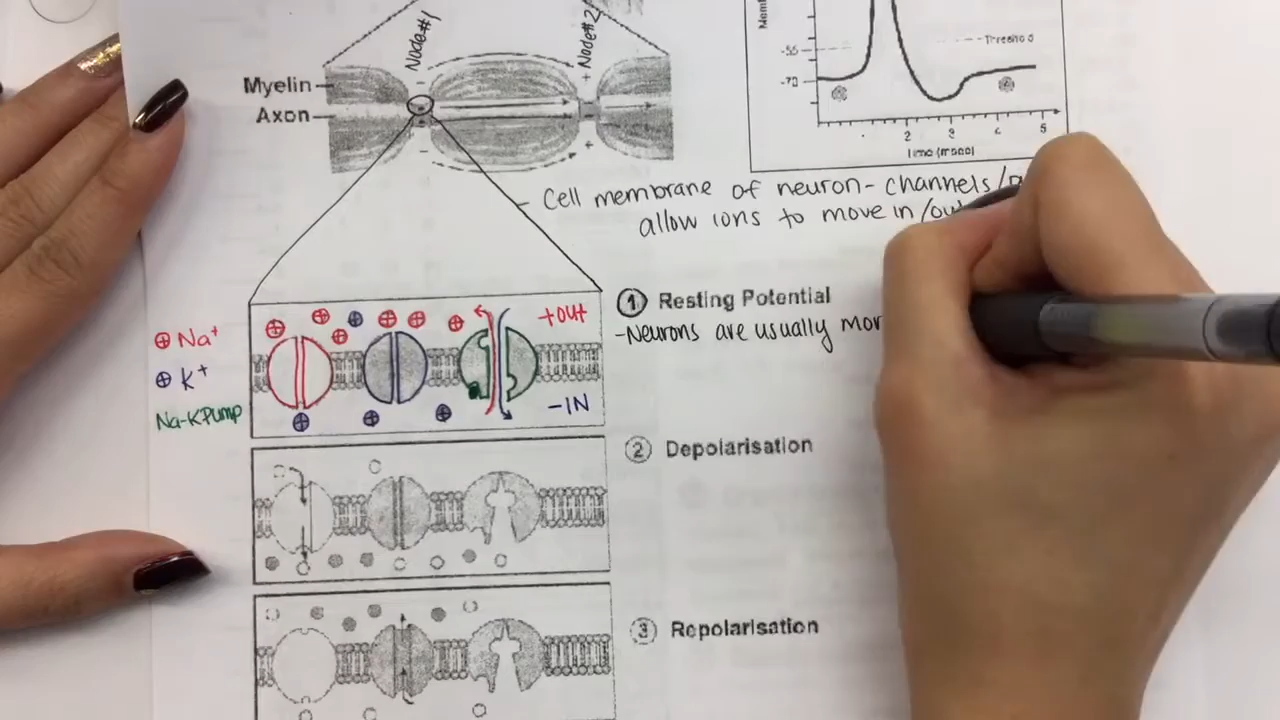 Node#1
Node#2
Myelin
Axon
-55
Threshold
-70
2
3
5
Time (msec)
- Cell membrane of neuron - channels/
allow ions to move in/out
Na+
K+
Na-K Pump
+out
-IN
1 Resting Potential
-Neurons are usually mor
2 Depolarisation
3 Repolarisation